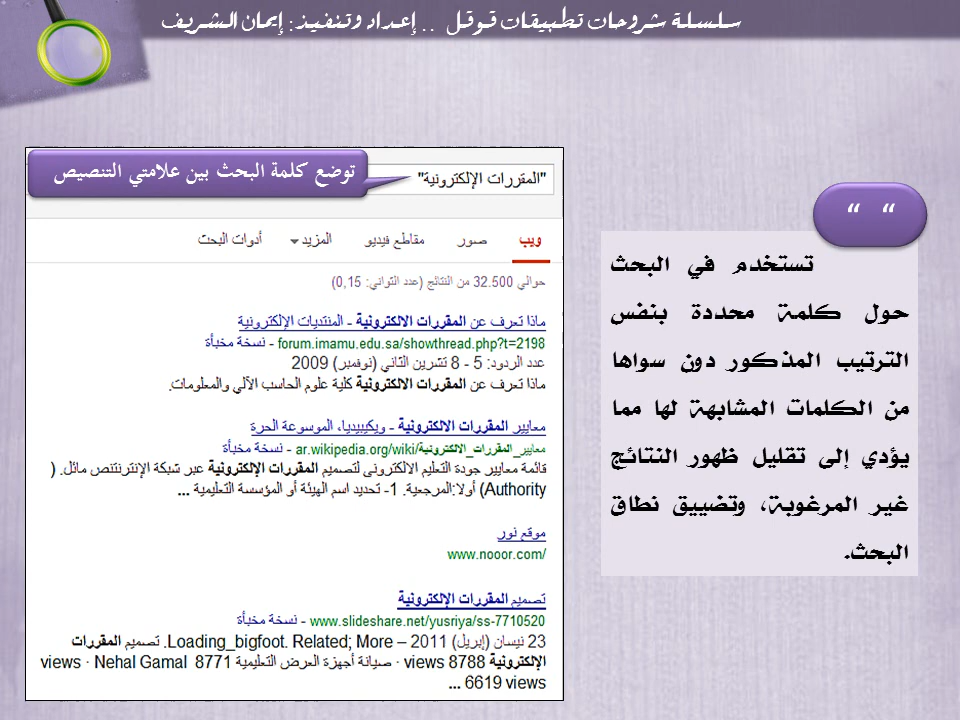 سلسلة شروحات تطبيقات قوقل .. إعداد وتنفيذ: إيمان الشريف
“ “
تستخدم في البحث
حول كلمة محددة بنفس
الترتيب المذكور دون سواها
من الكلمات المشابهة لها مما
يؤدي إلى تقليل ظهور النتائج
غير المرغوبة، وتضييق نطاق
البحث.
توضع كلمة البحث بين علامتي التنصيص
"المقررات الإلكترونية"
ويب صور مقاطع فيديو المزيد أدوات البحث
حوالي 32.500 من النتائج (عدد الثواني: 0,15)
ماذا تعرف عن المقررات الالكترونية - المنتديات الإلكترونية
forum.imamu.edu.sa/showthread.php?t=2198 - نسخة مخبأة
عدد الردود: 5 - 8 تشرين الثاني (نوفمبر) 2009
ماذا تعرف عن المقررات الالكترونية كلية علوم الحاسب الآلي والمعلومات.
معايير المقررات الالكترونية - ويكيبيديا، الموسوعة الحرة
ar.wikipedia.org/wiki/معايير_المقررات_الالكترونية - نسخة مخبأة
قائمة معايير جودة التعليم الالكترونى لتصميم المقررات الإلكترونية عبر شبكة الإنترنتنص مائل. (
Authority) أولا:المرجعية. 1- تحديد اسم الهيئة أو المؤسسة التعليمية ...
موقع نور
www.nooor.com/
تصميم المقررات الإلكترونية
www.slideshare.net/yusriya/ss-7710520 - نسخة مخبأة
23 نيسان (إبريل) 2011 – Loading_bigfoot. Related; More. تصميم المقررات
الإلكترونية 8788 views · صيانة أجهزة العرض التعليمية 8771 views · Nehal Gamal
6619 views ...